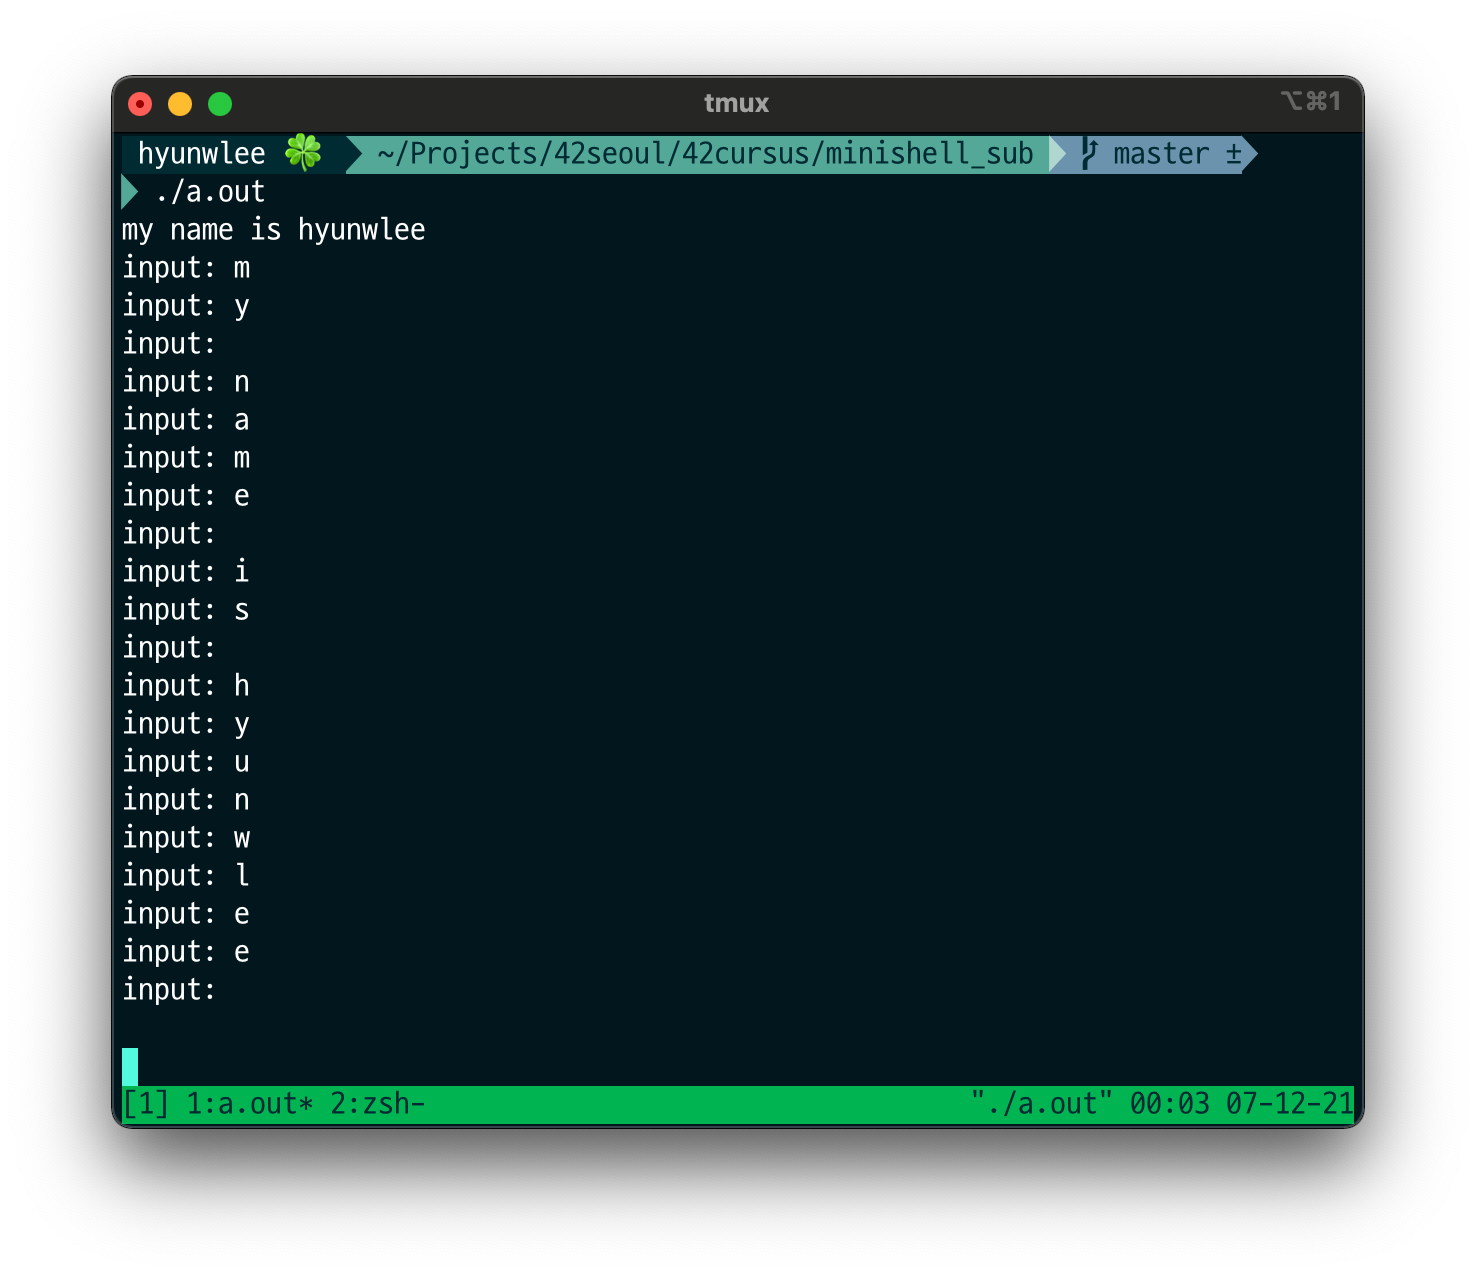 tmux ⌥⌘1
hyunwlee 🍀 ~/Projects/42seoul/42cursus/minishell_sub master ±
./a.out
my name is hyunwlee
input: m
input: y
input:
input: n
input: a
input: m
input: e
input:
input: i
input: s
input:
input: h
input: y
input: u
input: n
input: w
input: l
input: e
input: e
input:
[1] 1:a.out* 2:zsh- "./a.out" 00:03 07-12-21